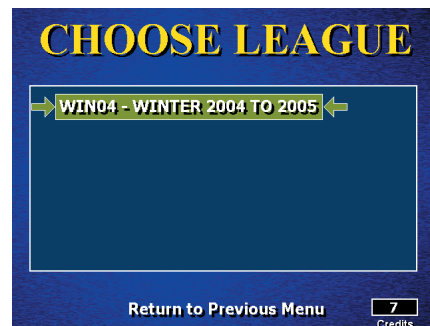 CHOOSE LEAGUE
WIN04 - WINTER 2004 TO 2005
Return to Previous Menu
7
Credits